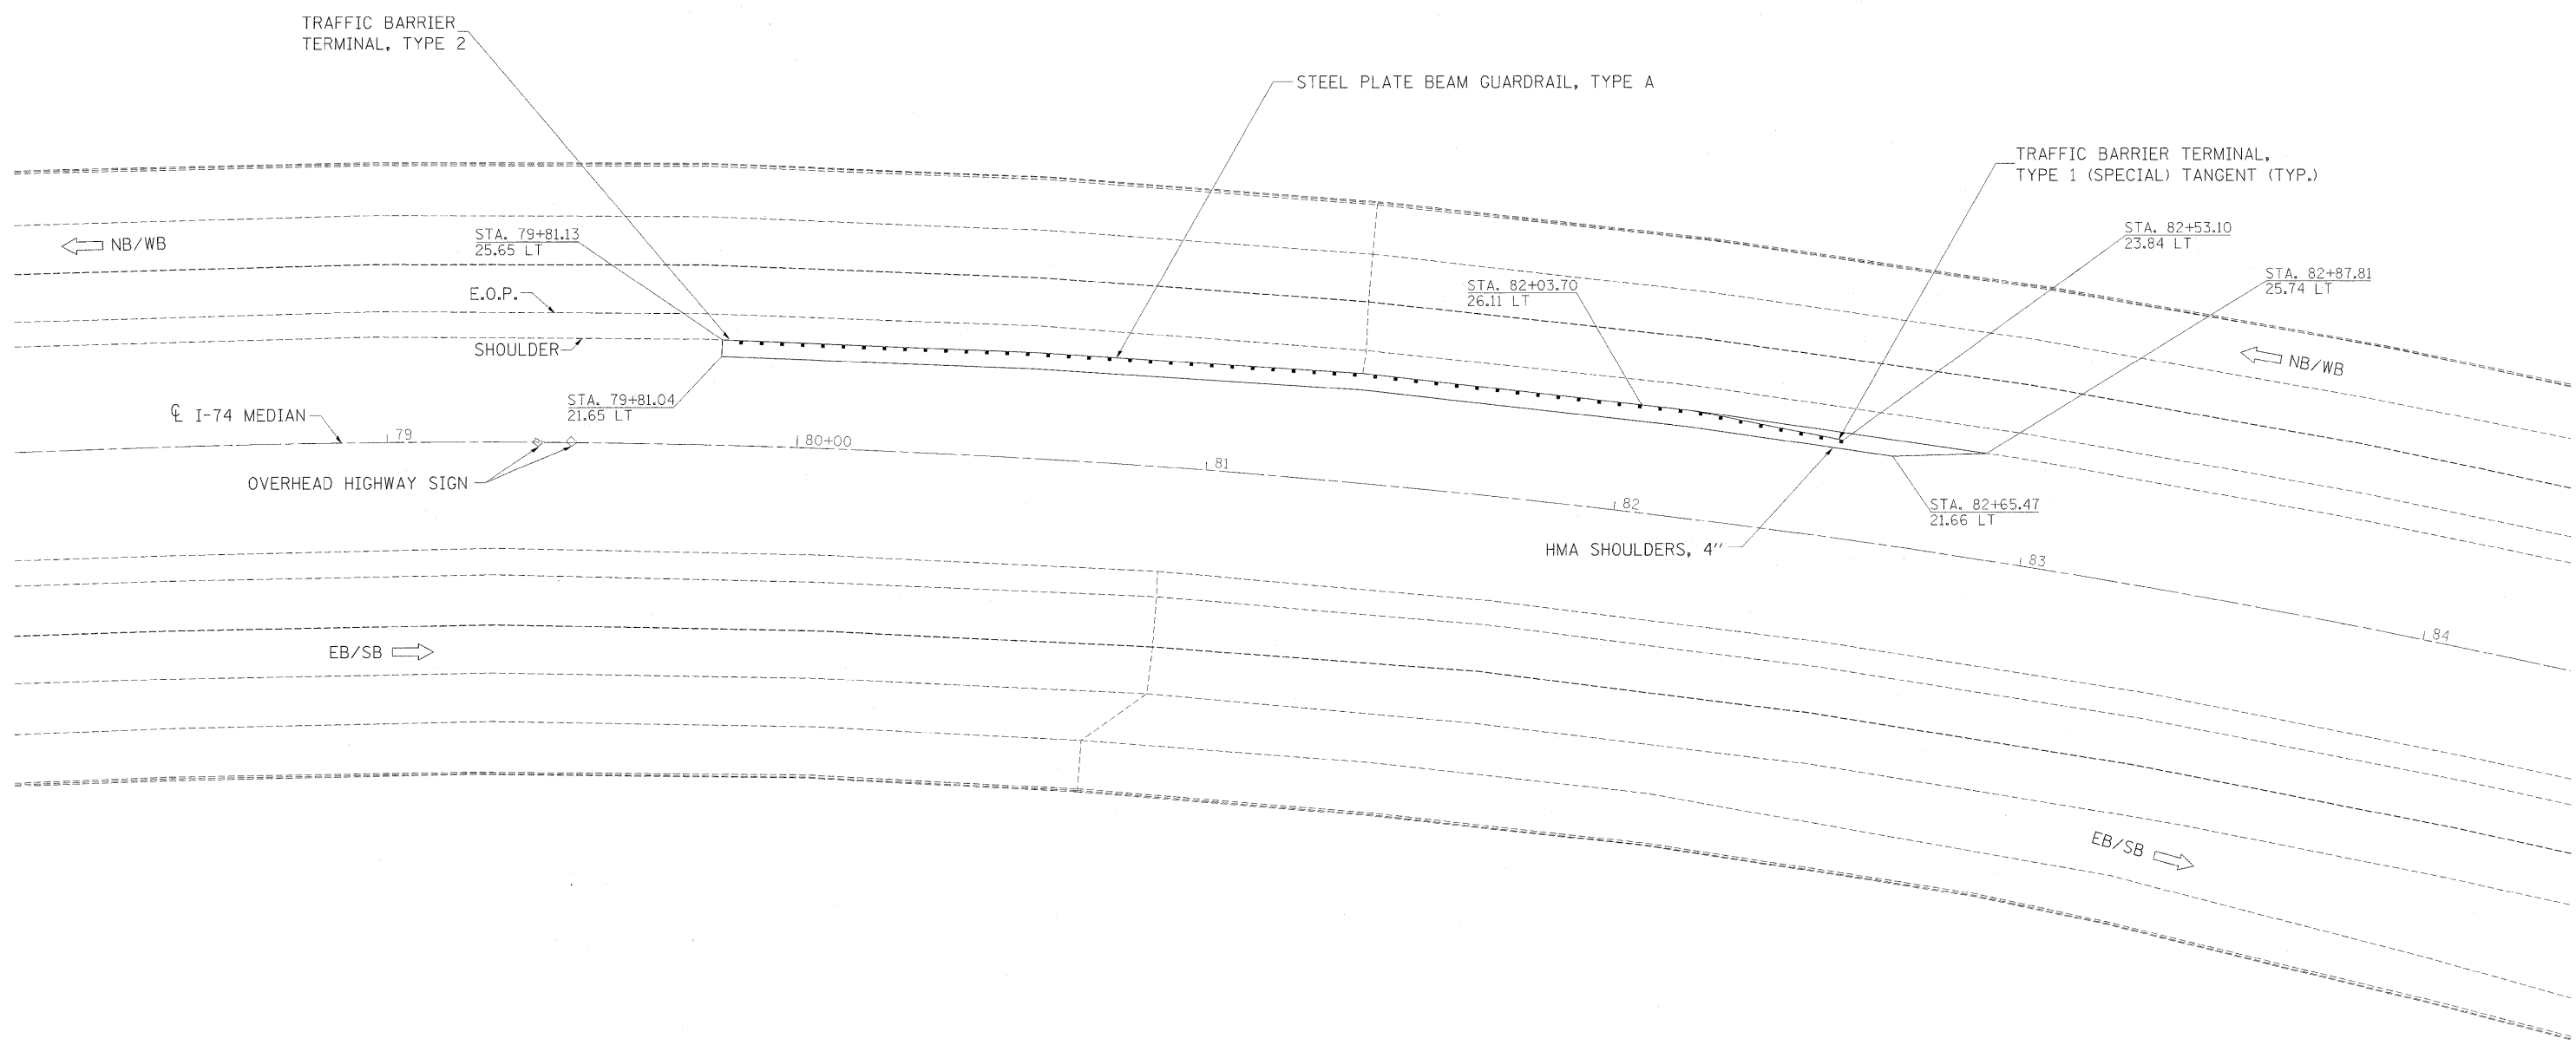 TRAFFIC BARRIER
TERMINAL, TYPE 2
STEEL PLATE BEAM GUARDRAIL, TYPE A
TRAFFIC BARRIER TERMINAL,
TYPE 1 (SPECIAL) TANGENT (TYP.)
STA. 79+81.13
25.65 LT
NB/WB
STA. 82+53.10
23.84 LT
STA. 82+87.81
25.74 LT
E.O.P.
STA. 82+03.70
26.11 LT
SHOULDER
NB/WB
STA. 79+81.04
21.65 LT
℄ I-74 MEDIAN
79
80+00
81
82
83
84
OVERHEAD HIGHWAY SIGN
STA. 82+65.47
21.66 LT
HMA SHOULDERS, 4"
EB/SB
EB/SB